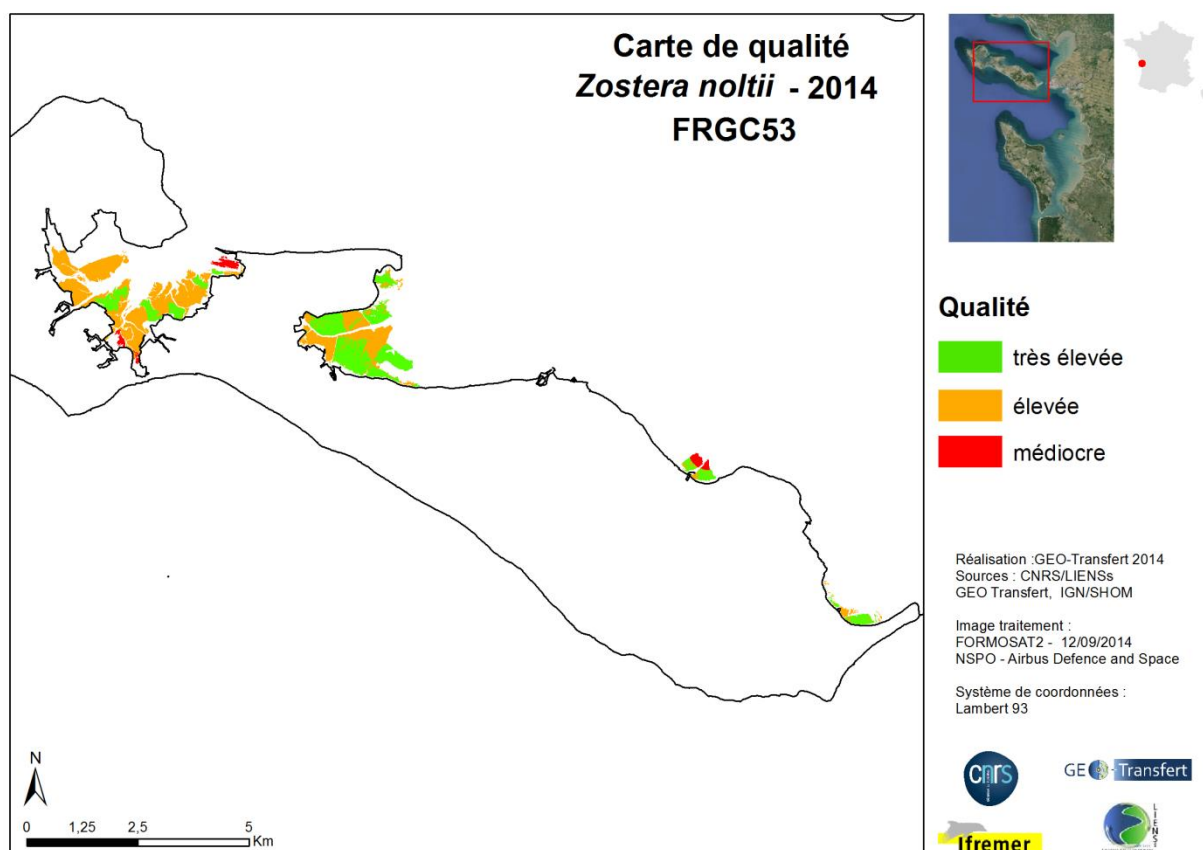 Carte de qualité
Zostera noltii - 2014
FRGC53
Qualité
très élevée
élevée
médiocre
Réalisation :GEO-Transfert 2014
Sources : CNRS/LIENSs
GEO Transfert, IGN/SHOM
Image traitement :
FORMOSAT2 - 12/09/2014
NSPO - Airbus Defence and Space
Système de coordonnées :
Lambert 93
N
0 1,25 2,5 5
Km
cnrs
GE -Transfert
Ifremer
LIENS